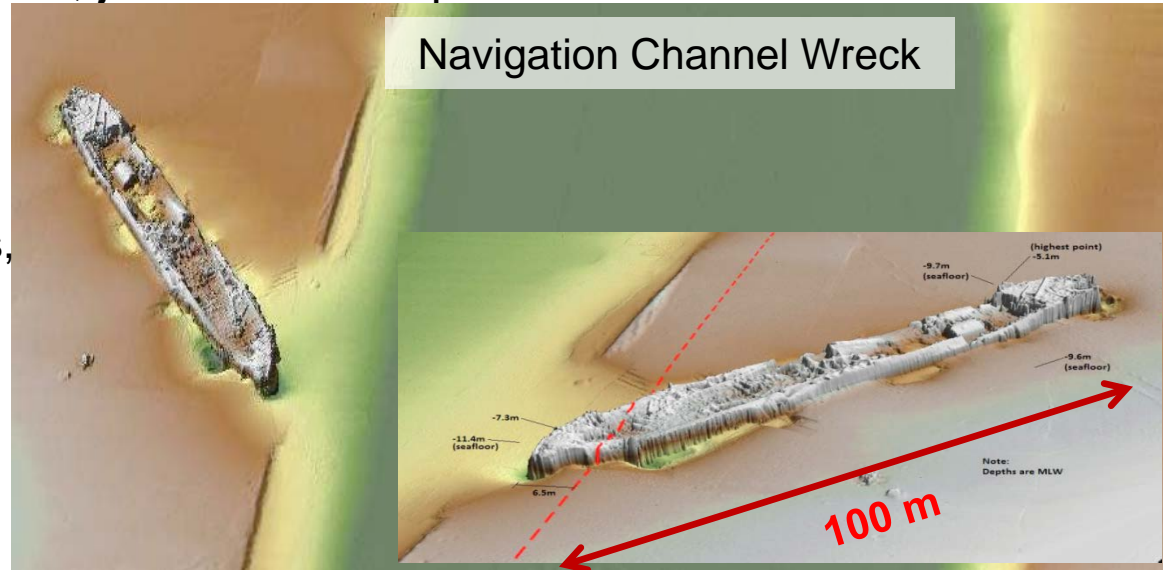 Navigation Channel Wreck
(highest point)
-5.1m
-9.7m
(seafloor)
-9.6m
(seafloor)
-7.3m
-11.4m
(seafloor)
6.5m
Note:
Depths are MLW
100 m